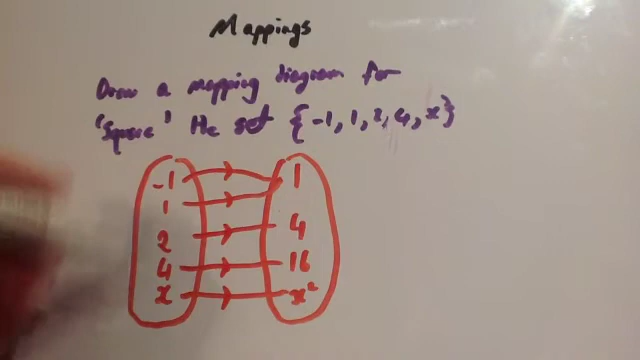 Mappings
Draw a mapping diagram for
'Square' the set {-1, 1, 2, 4, x}
-1 1
1
2 4
4 16
x x²